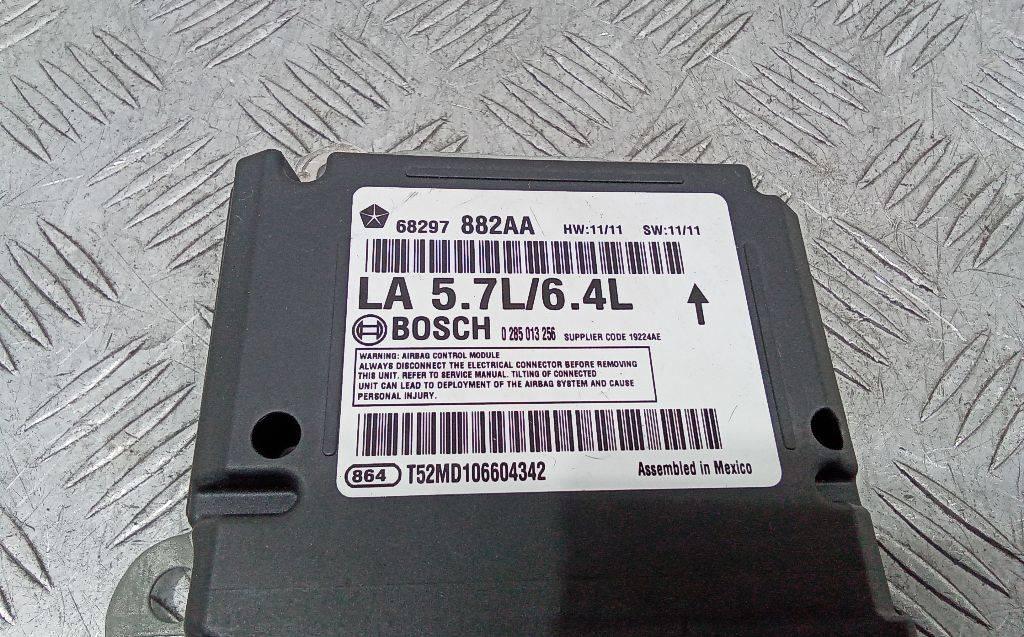 68297 882AA HW:11/11 SW:11/11
LA 5.7L/6.4L
BOSCH 0 285 013 256 SUPPLIER CODE 19224AE
WARNING: AIRBAG CONTROL MODULE
ALWAYS DISCONNECT THE ELECTRICAL CONNECTOR BEFORE REMOVING
THIS UNIT. REFER TO SERVICE MANUAL. TILTING OF CONNECTED
UNIT CAN LEAD TO DEPLOYMENT OF THE AIRBAG SYSTEM AND CAUSE
PERSONAL INJURY.
864 T52MD106604342 Assembled in Mexico